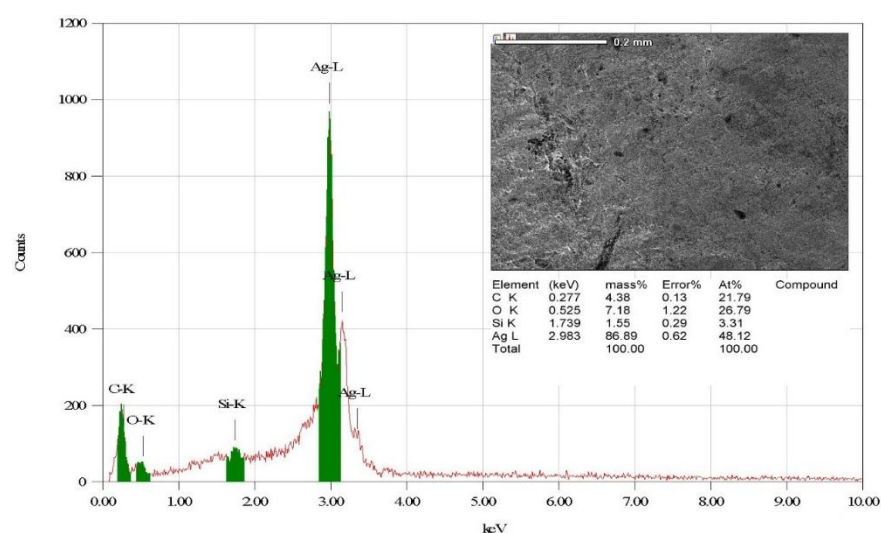 1200
1000
800
600
400
200
0
Counts
0.00 1.00 2.00 3.00 4.00 5.00 6.00 7.00 8.00 9.00 10.00
keV
C-K
O-K
Si-K
Ag-L
Ag-L
Ag-L
0.2 mm
Element (keV) mass% Error% At% Compound
C K 0.277 4.38 0.13 21.79
O K 0.525 7.18 1.22 26.79
Si K 1.739 1.55 0.29 3.31
Ag L 2.983 86.89 0.62 48.12
Total 100.00 100.00